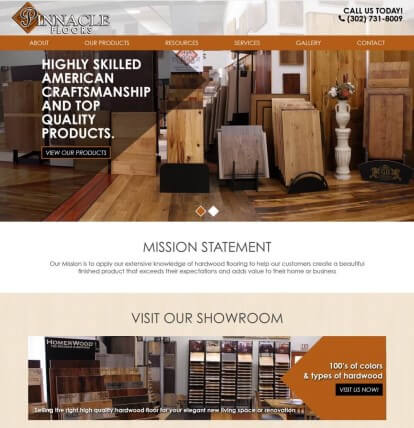 PINNACLE
FLOORS
CALL US TODAY!
(302) 731-8009
ABOUT
OUR PRODUCTS
RESOURCES
SERVICES
GALLERY
CONTACT
HIGHLY SKILLED
AMERICAN
CRAFTSMANSHIP
AND TOP
QUALITY
PRODUCTS.
VIEW OUR PRODUCTS
MISSION STATEMENT
Our Mission is to apply our extensive knowledge of hardwood flooring to help our customers create a beautiful
finished product that exceeds their expectations and adds value to their home or business
VISIT OUR SHOWROOM
HOMERWOOD
100's of colors
& types of hardwood
VISIT US NOW!
Selling the right high quality hardwood floor for your elegant new living space or renovation